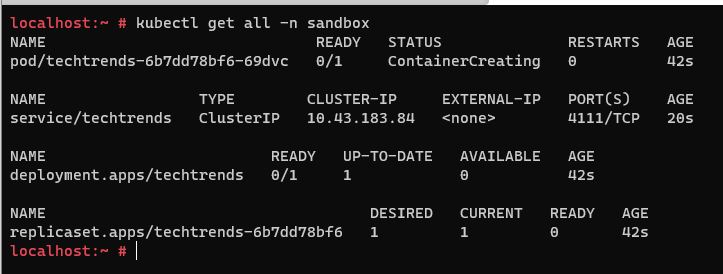 localhost:~ # kubectl get all -n sandbox
NAME READY STATUS RESTARTS AGE
pod/techtrends-6b7dd78bf6-69dvc 0/1 ContainerCreating 0 42s
NAME TYPE CLUSTER-IP EXTERNAL-IP PORT(S) AGE
service/techtrends ClusterIP 10.43.183.84 <none> 4111/TCP 20s
NAME READY UP-TO-DATE AVAILABLE AGE
deployment.apps/techtrends 0/1 1 0 42s
NAME DESIRED CURRENT READY AGE
replicaset.apps/techtrends-6b7dd78bf6 1 1 0 42s
localhost:~ #